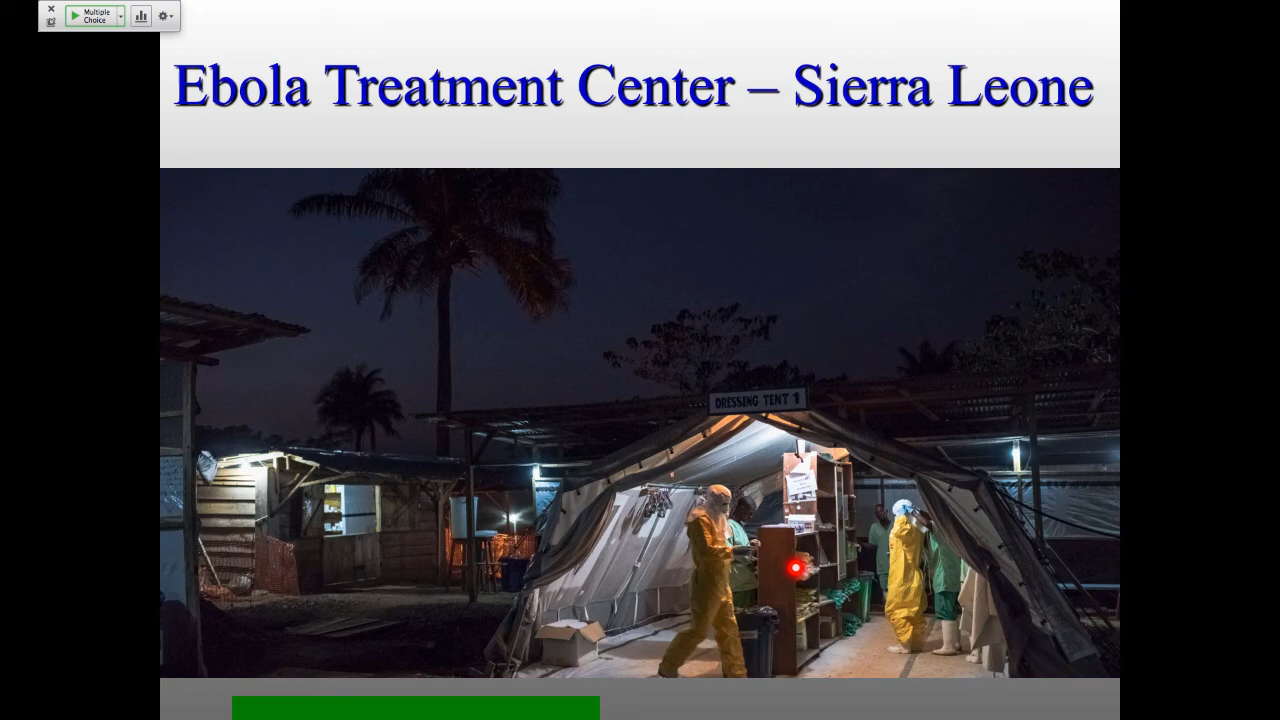 Multiple
Choice
Ebola Treatment Center – Sierra Leone
DRESSING TENT 1